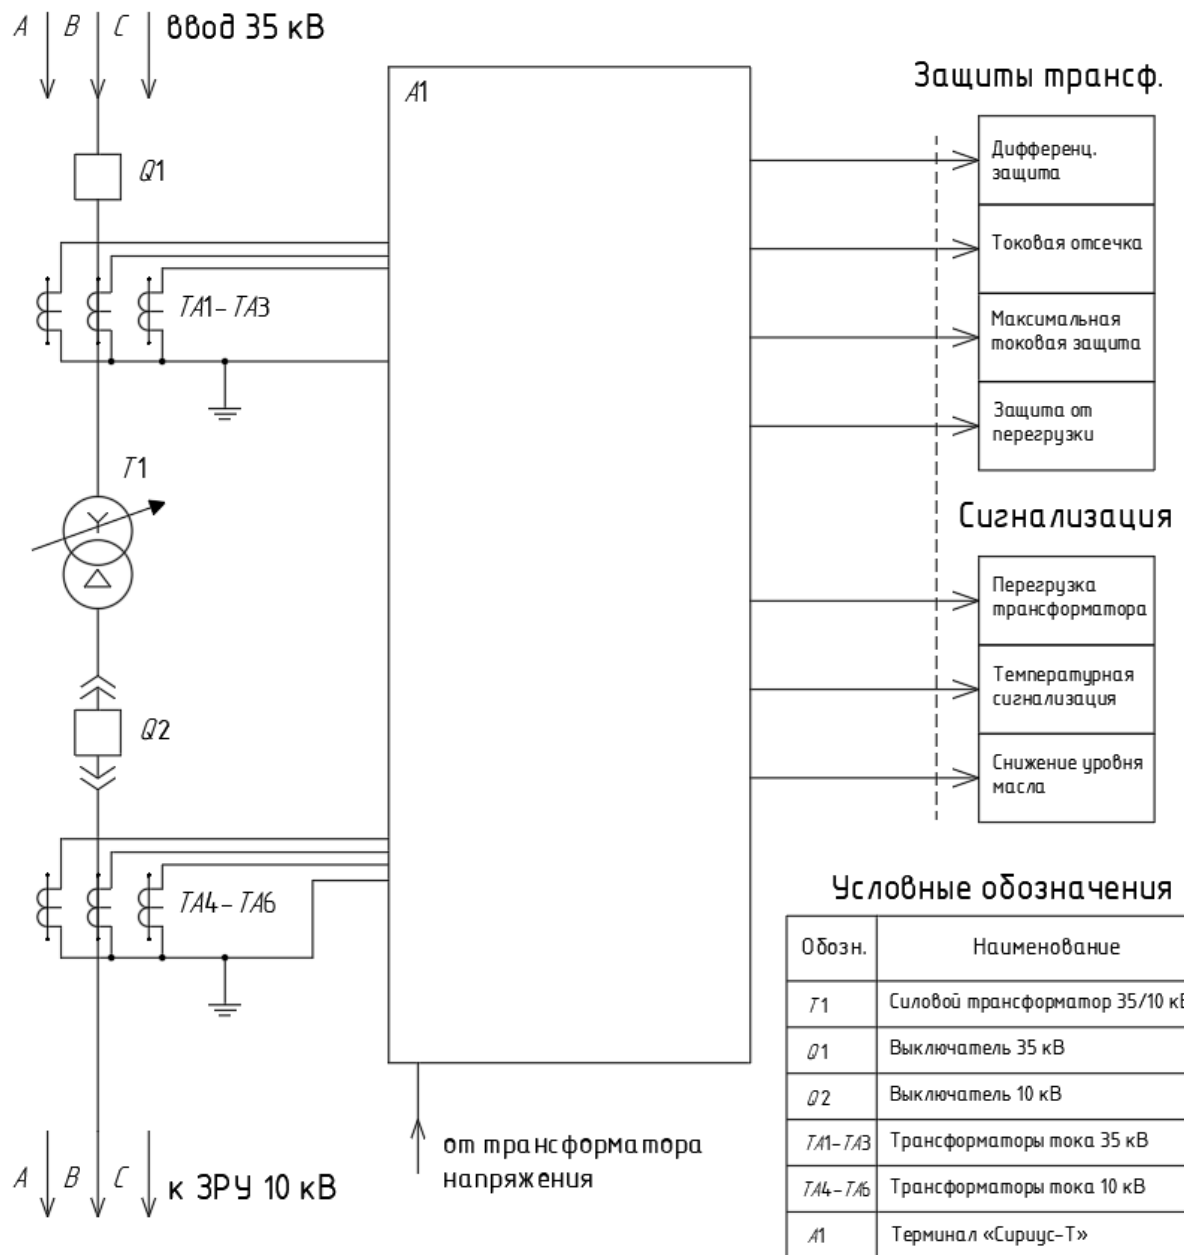 A B C ввод 35 кВ
A1
Q1
TA1-TA3
T1
Q2
TA4-TA6
A B C к ЗРУ 10 кВ
от трансформатора
напряжения
Защиты трансф.
Дифференц.
защита
Токовая отсечка
Максимальная
токовая защита
Защита от
перегрузки
Сигнализация
Перегрузка
трансформатора
Температурная
сигнализация
Снижение уровня
масла
Условные обозначения
Обозн. Наименование
T1 Силовой трансформатор 35/10 кВ
Q1 Выключатель 35 кВ
Q2 Выключатель 10 кВ
TA1-TA3 Трансформаторы тока 35 кВ
TA4-TA6 Трансформаторы тока 10 кВ
A1 Терминал «Сириус-Т»